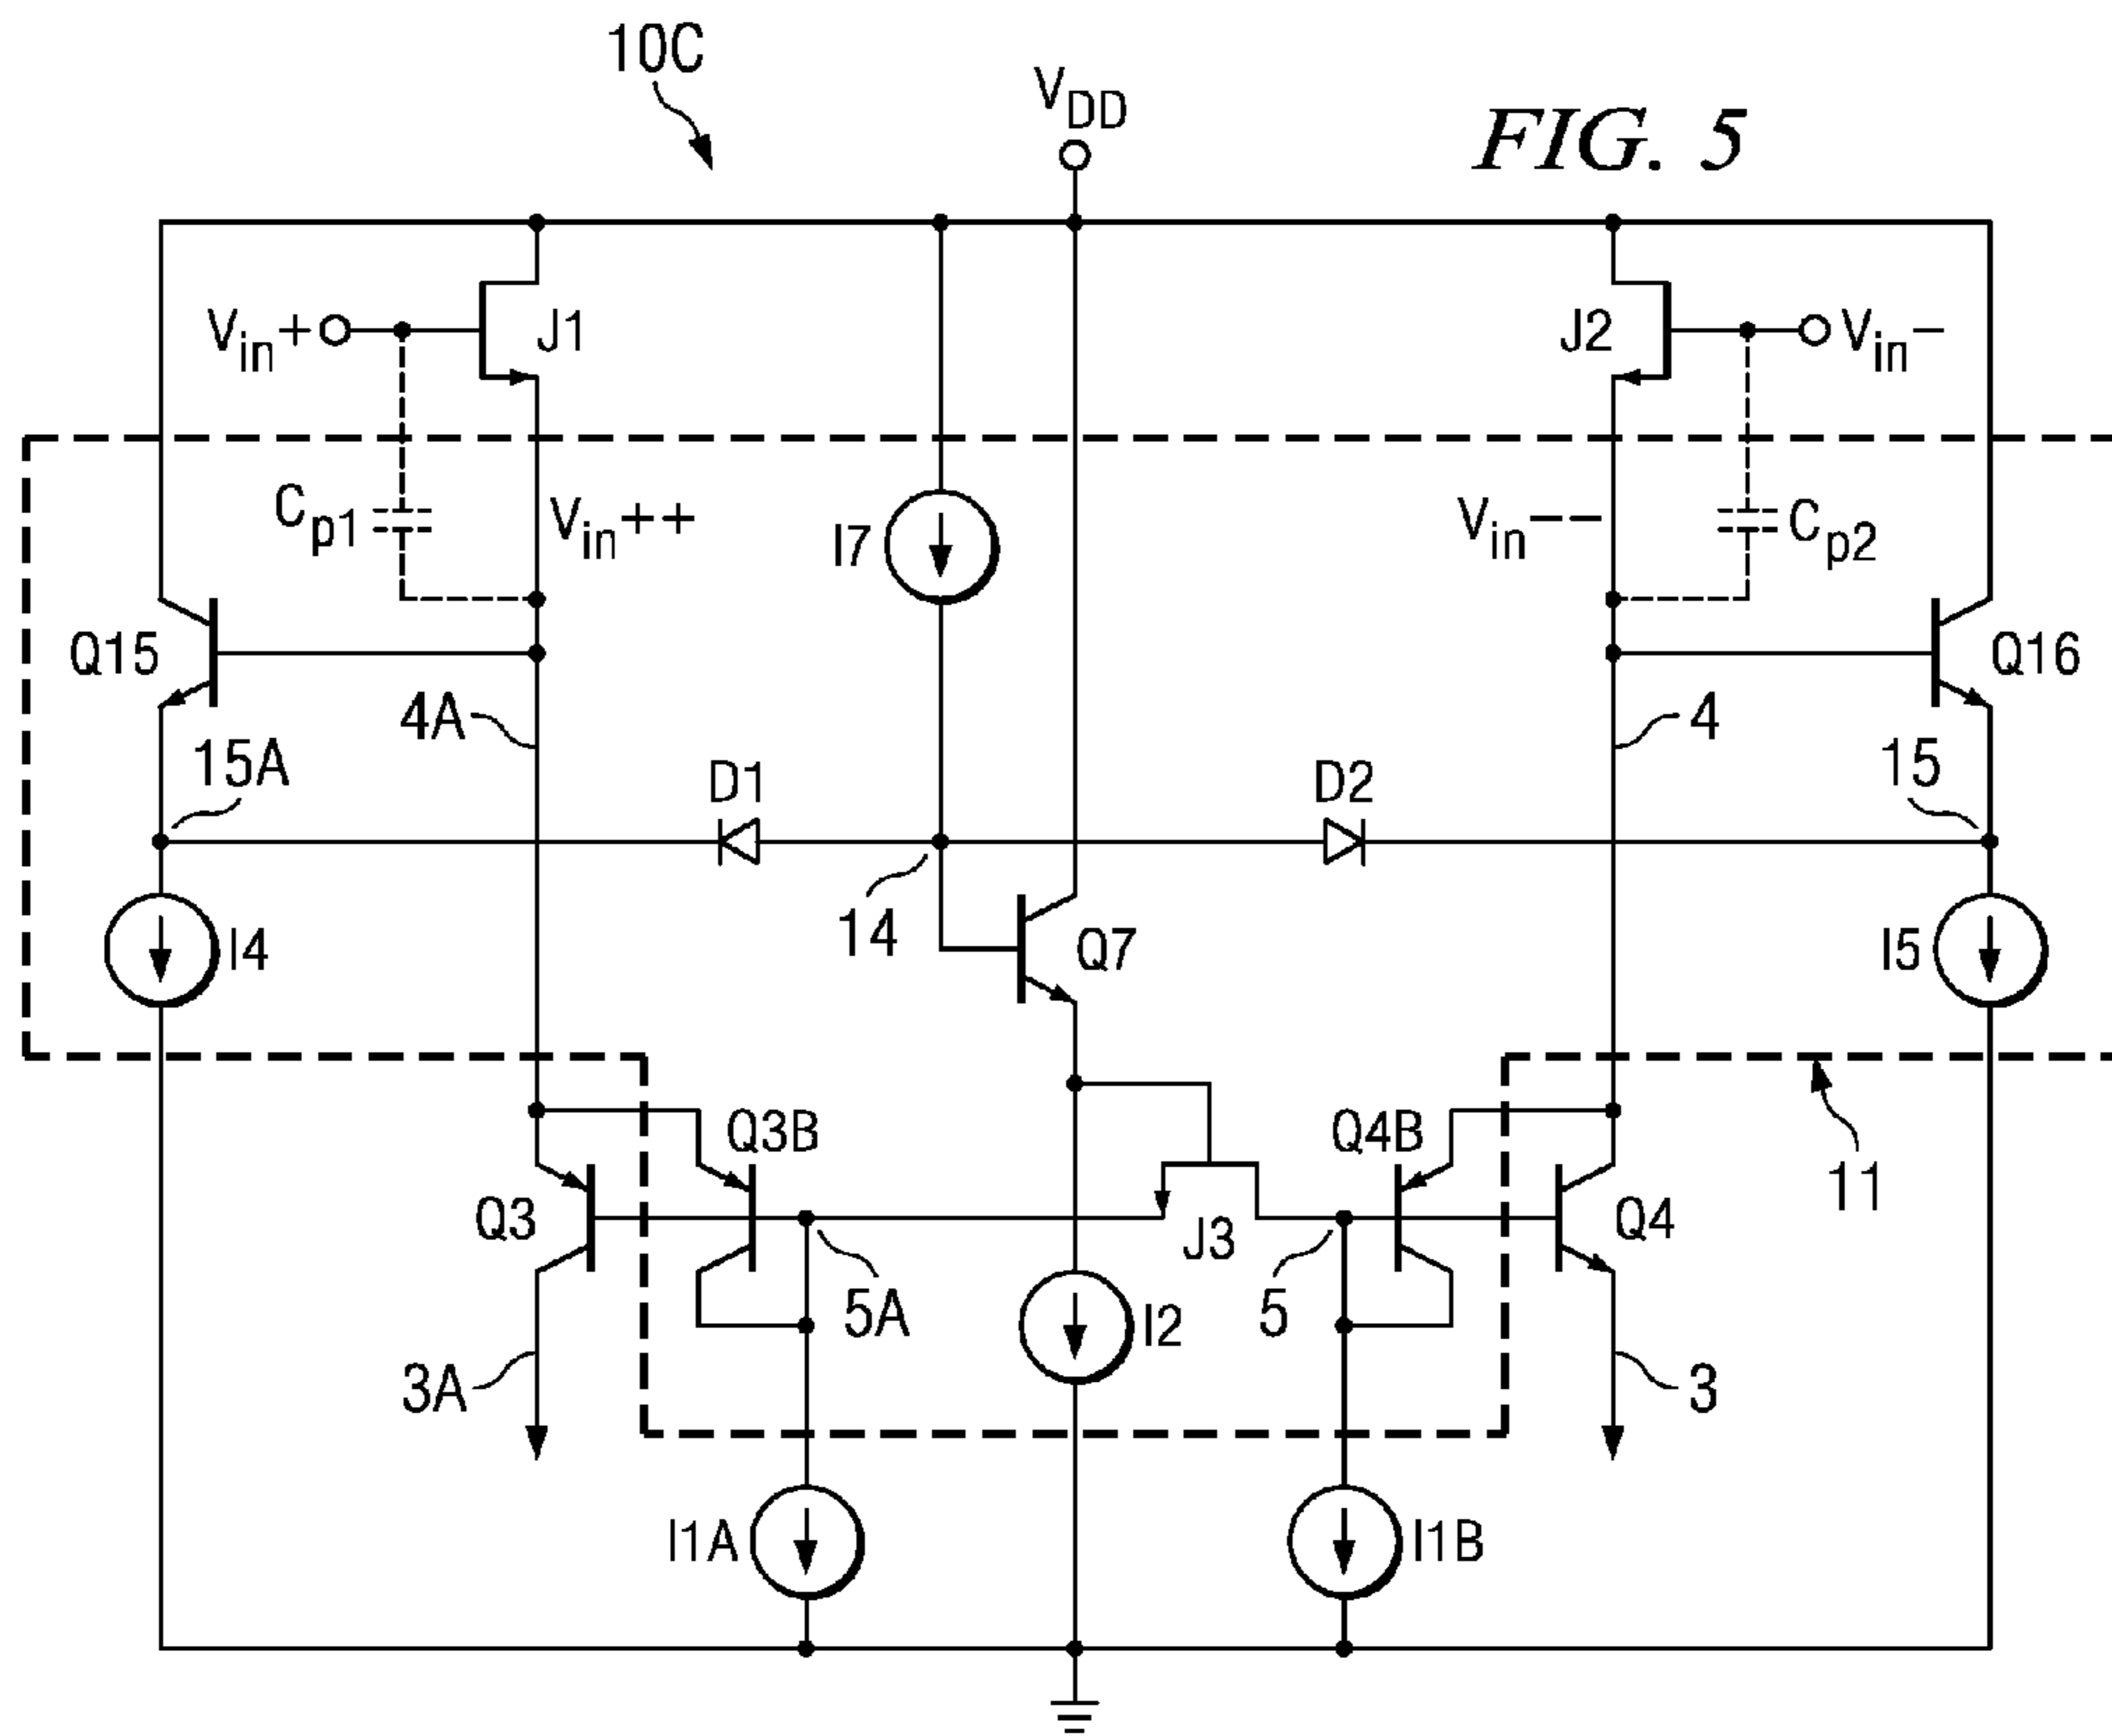 10C
VDD
FIG. 5
Vin+
J1
J2
Vin−
Cp1
Vin++
I7
Vin−−
Cp2
Q15
Q16
4A
4
15A
D1
D2
15
14
Q7
I4
I5
Q3B
Q4B
11
Q3
J3
Q4
5A
I2
5
3A
3
I1A
I1B